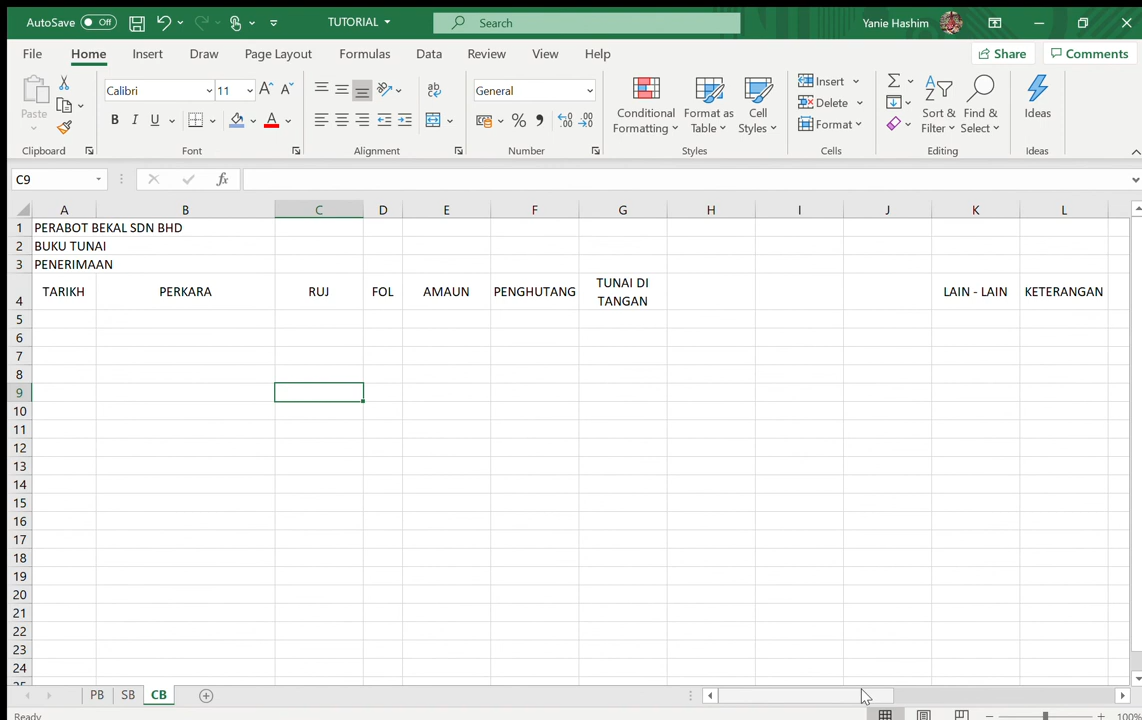 AutoSave Off TUTORIAL Search Yanie Hashim
File Home Insert Draw Page Layout Formulas Data Review View Help Share Comments
Paste Calibri 11 General Insert
B I U A % Conditional Formatting Format as Table Cell Styles Delete Format Sort & Filter Find & Select Ideas
Clipboard Font Alignment Number Styles Cells Editing Ideas
C9 fx
A B C D E F G H I J K L
1 PERABOT BEKAL SDN BHD
2 BUKU TUNAI
3 PENERIMAAN
4 TARIKH PERKARA RUJ FOL AMAUN PENGHUTANG TUNAI DI TANGAN LAIN - LAIN KETERANGAN
5
6
7
8
9
10
11
12
13
14
15
16
17
18
19
20
21
22
23
24
25
PB SB CB
Ready 100%